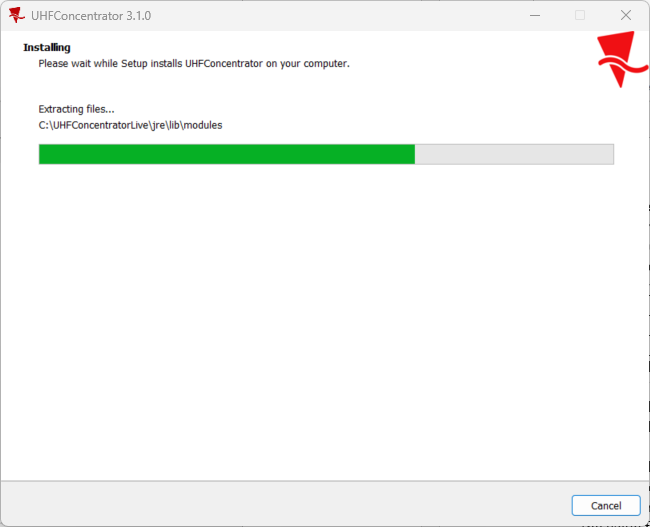 UHFConcentrator 3.1.0
Installing
Please wait while Setup installs UHFConcentrator on your computer.
Extracting files...
C:\UHFConcentratorLive\jre\lib\modules
Cancel